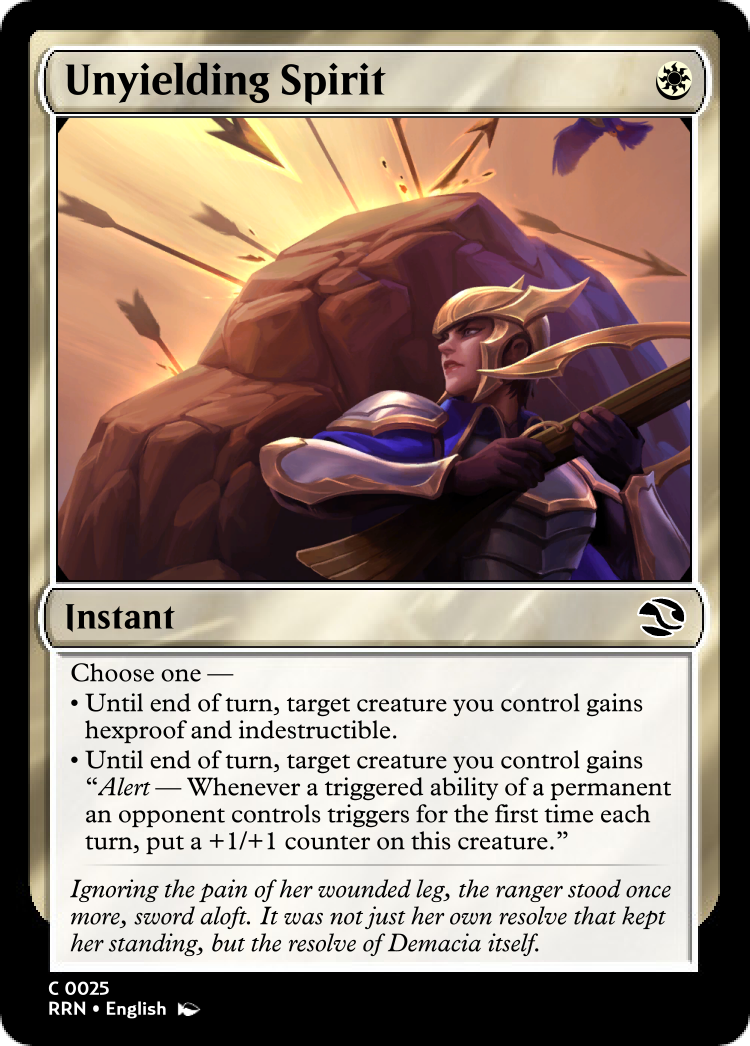 Unyielding Spirit
Instant
Choose one —
• Until end of turn, target creature you control gains
hexproof and indestructible.
• Until end of turn, target creature you control gains
“Alert — Whenever a triggered ability of a permanent
an opponent controls triggers for the first time each
turn, put a +1/+1 counter on this creature.”
Ignoring the pain of her wounded leg, the ranger stood once
more, sword aloft. It was not just her own resolve that kept
her standing, but the resolve of Demacia itself.
C 0025
RRN • English